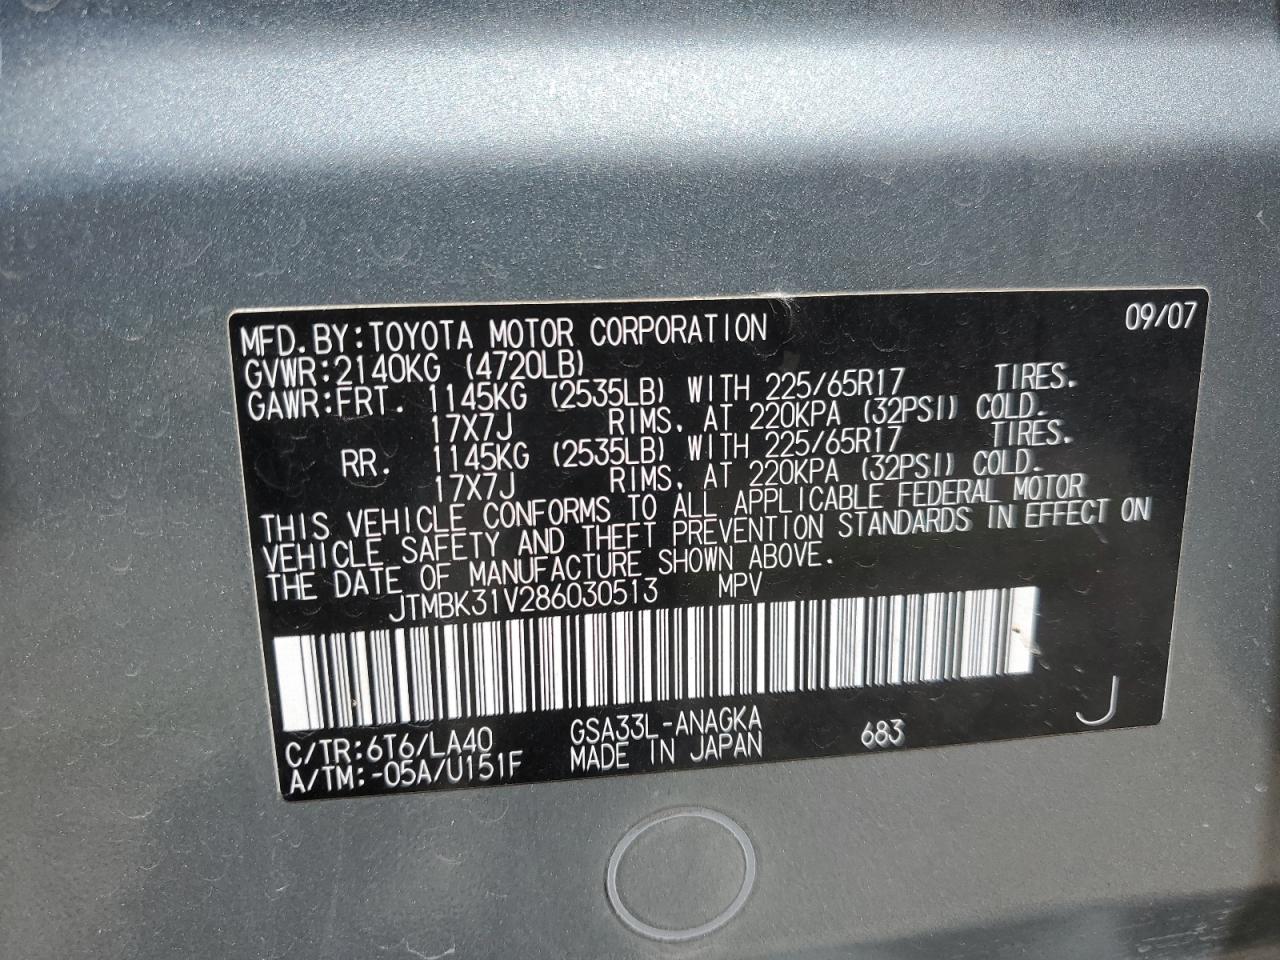 MFD. BY: TOYOTA MOTOR CORPORATION 09/07
GVWR: 2140KG (4720LB)
GAWR: FRT. 1145KG (2535LB) WITH 225/65R17 TIRES.
17X7J RIMS, AT 220KPA (32PSI) COLD.
RR. 1145KG (2535LB) WITH 225/65R17 TIRES.
17X7J RIMS, AT 220KPA (32PSI) COLD.
THIS VEHICLE CONFORMS TO ALL APPLICABLE FEDERAL MOTOR
VEHICLE SAFETY AND THEFT PREVENTION STANDARDS IN EFFECT ON
THE DATE OF MANUFACTURE SHOWN ABOVE.
JTMBK31V286030513 MPV
C/TR: 6T6/LA40 GSA33L-ANAGKA 683 J
A/TM: -05A/U151F MADE IN JAPAN